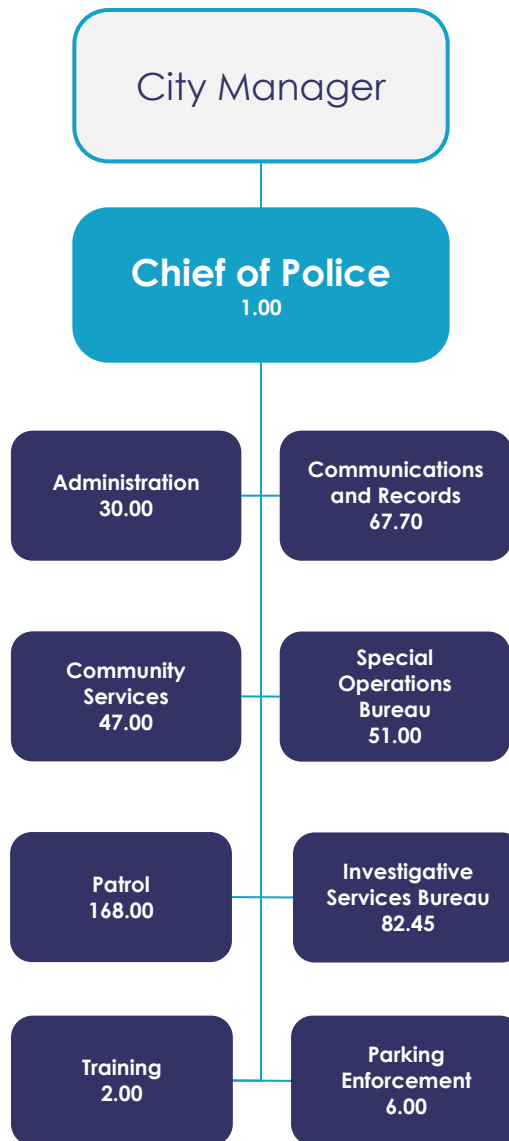 City Manager
Chief of Police
1.00
Administration
30.00
Communications
and Records
67.70
Community
Services
47.00
Special
Operations
Bureau
51.00
Patrol
168.00
Investigative
Services Bureau
82.45
Training
2.00
Parking
Enforcement
6.00